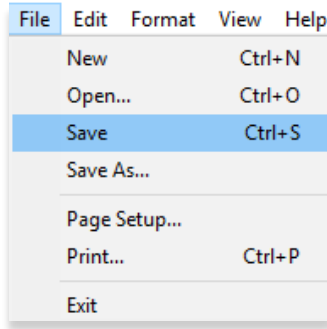 File Edit Format View Help
New Ctrl+N
Open... Ctrl+O
Save Ctrl+S
Save As...
Page Setup...
Print... Ctrl+P
Exit